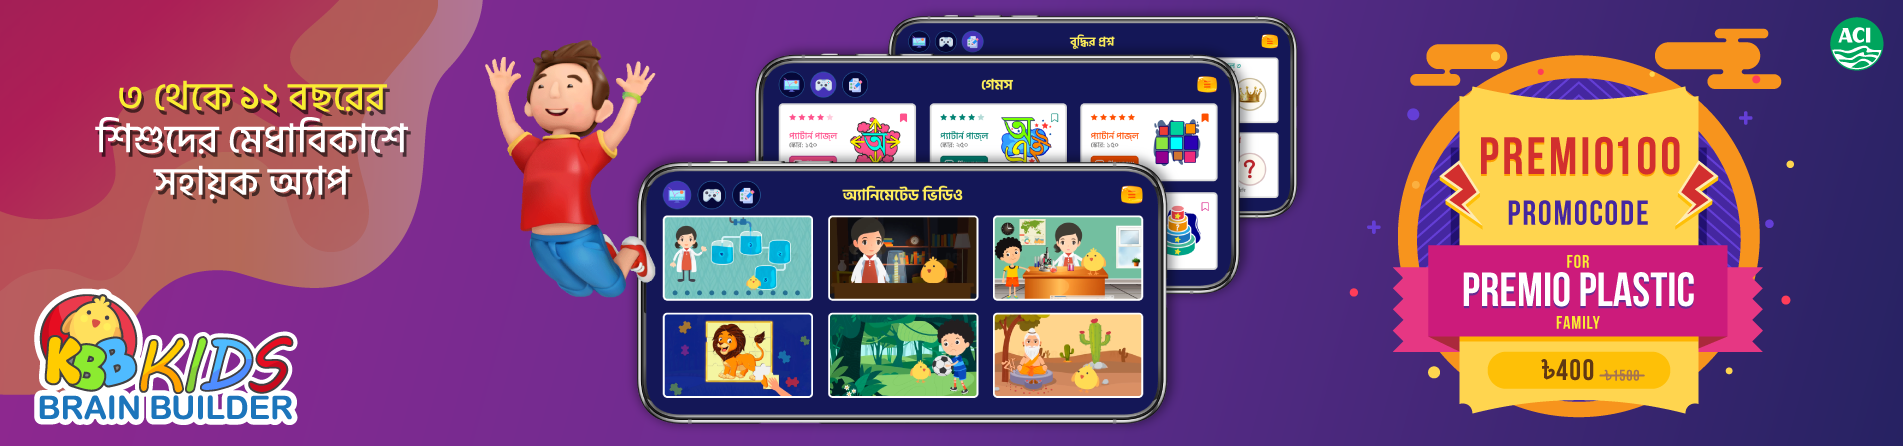 ৩ থেকে ১২ বছরের
শিশুদের মেধাবিকাশে
সহায়ক অ্যাপ
KBB KIDS
BRAIN BUILDER
বুদ্ধির প্রশ্ন
গেমস
প্যাটার্ন পাজল
স্কোর: ১৫০
প্যাটার্ন পাজল
স্কোর: ২৫০
প্যাটার্ন পাজল
স্কোর: ১৫০
অ্যানিমেটেড ভিডিও
ACI
PREMIO100
PROMOCODE
FOR
PREMIO PLASTIC
FAMILY
৳400 ৳1500